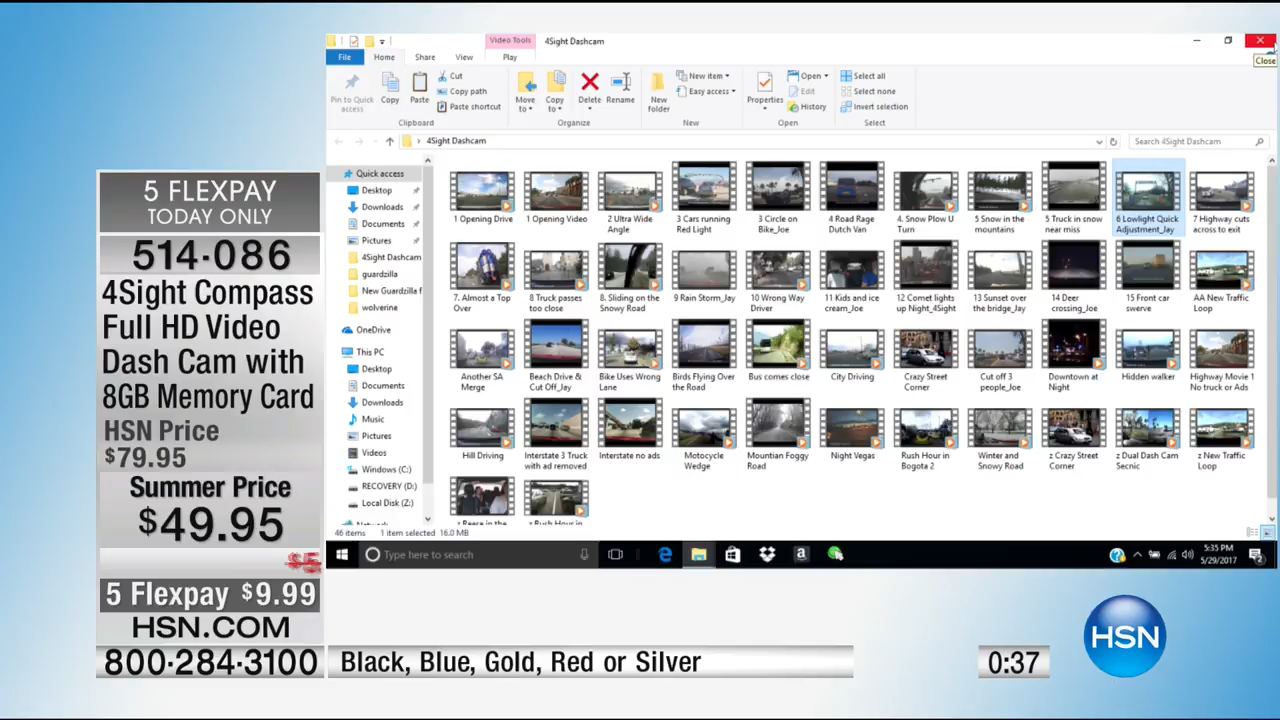 5 FLEXPAY
TODAY ONLY
514-086
4Sight Compass
Full HD Video
Dash Cam with
8GB Memory Card
HSN Price
$79.95
Summer Price
$49.95
$5
5 Flexpay $9.99
HSN.COM
800-284-3100
Black, Blue, Gold, Red or Silver
0:37
HSN
Video Tools
4Sight Dashcam
Close
File Home Share View Play
Pin to Quick access
Copy
Paste
Cut
Copy path
Paste shortcut
Clipboard
Move to
Copy to
Delete
Rename
Organize
New folder
New item
Easy access
New
Properties
Open
Edit
History
Open
Select all
Select none
Invert selection
Select
4Sight Dashcam
Search 4Sight Dashcam
Quick access
Desktop
Downloads
Documents
Pictures
4Sight Dashcam
guardzilla
New Guardzilla f
wolverine
OneDrive
This PC
Desktop
Documents
Downloads
Music
Pictures
Videos
Windows (C:)
RECOVERY (D:)
Local Disk (Z:)
1 Opening Drive
1 Opening Video
2 Ultra Wide Angle
3 Cars running Red Light
3 Circle on Bike_Joe
4 Road Rage Dutch Van
4. Snow Plow U Turn
5 Snow in the mountains
5 Truck in snow near miss
6 Lowlight Quick Adjustment_Jay
7 Highway cuts across to exit
7. Almost a Top Over
8 Truck passes too close
8. Sliding on the Snowy Road
9 Rain Storm_Jay
10 Wrong Way Driver
11 Kids and ice cream_Joe
12 Comet lights up Night_4Sight
13 Sunset over the bridge_Jay
14 Deer crossing_Joe
15 Front car swerve
AA New Traffic Loop
Another SA Merge
Beach Drive & Cut Off_Jay
Bike Uses Wrong Lane
Birds Flying Over the Road
Bus comes close
City Driving
Crazy Street Corner
Cut off 3 people_Joe
Downtown at Night
Hidden walker
Highway Movie 1 No truck or Ads
Hill Driving
Interstate 3 Truck with ad removed
Interstate no ads
Motocycle Wedge
Mountian Foggy Road
Night Vegas
Rush Hour in Bogota 2
Winter and Snowy Road
z Crazy Street Corner
z Dual Dash Cam Secnic
z New Traffic Loop
46 items 1 item selected 16.0 MB
Type here to search
5:35 PM
5/29/2017